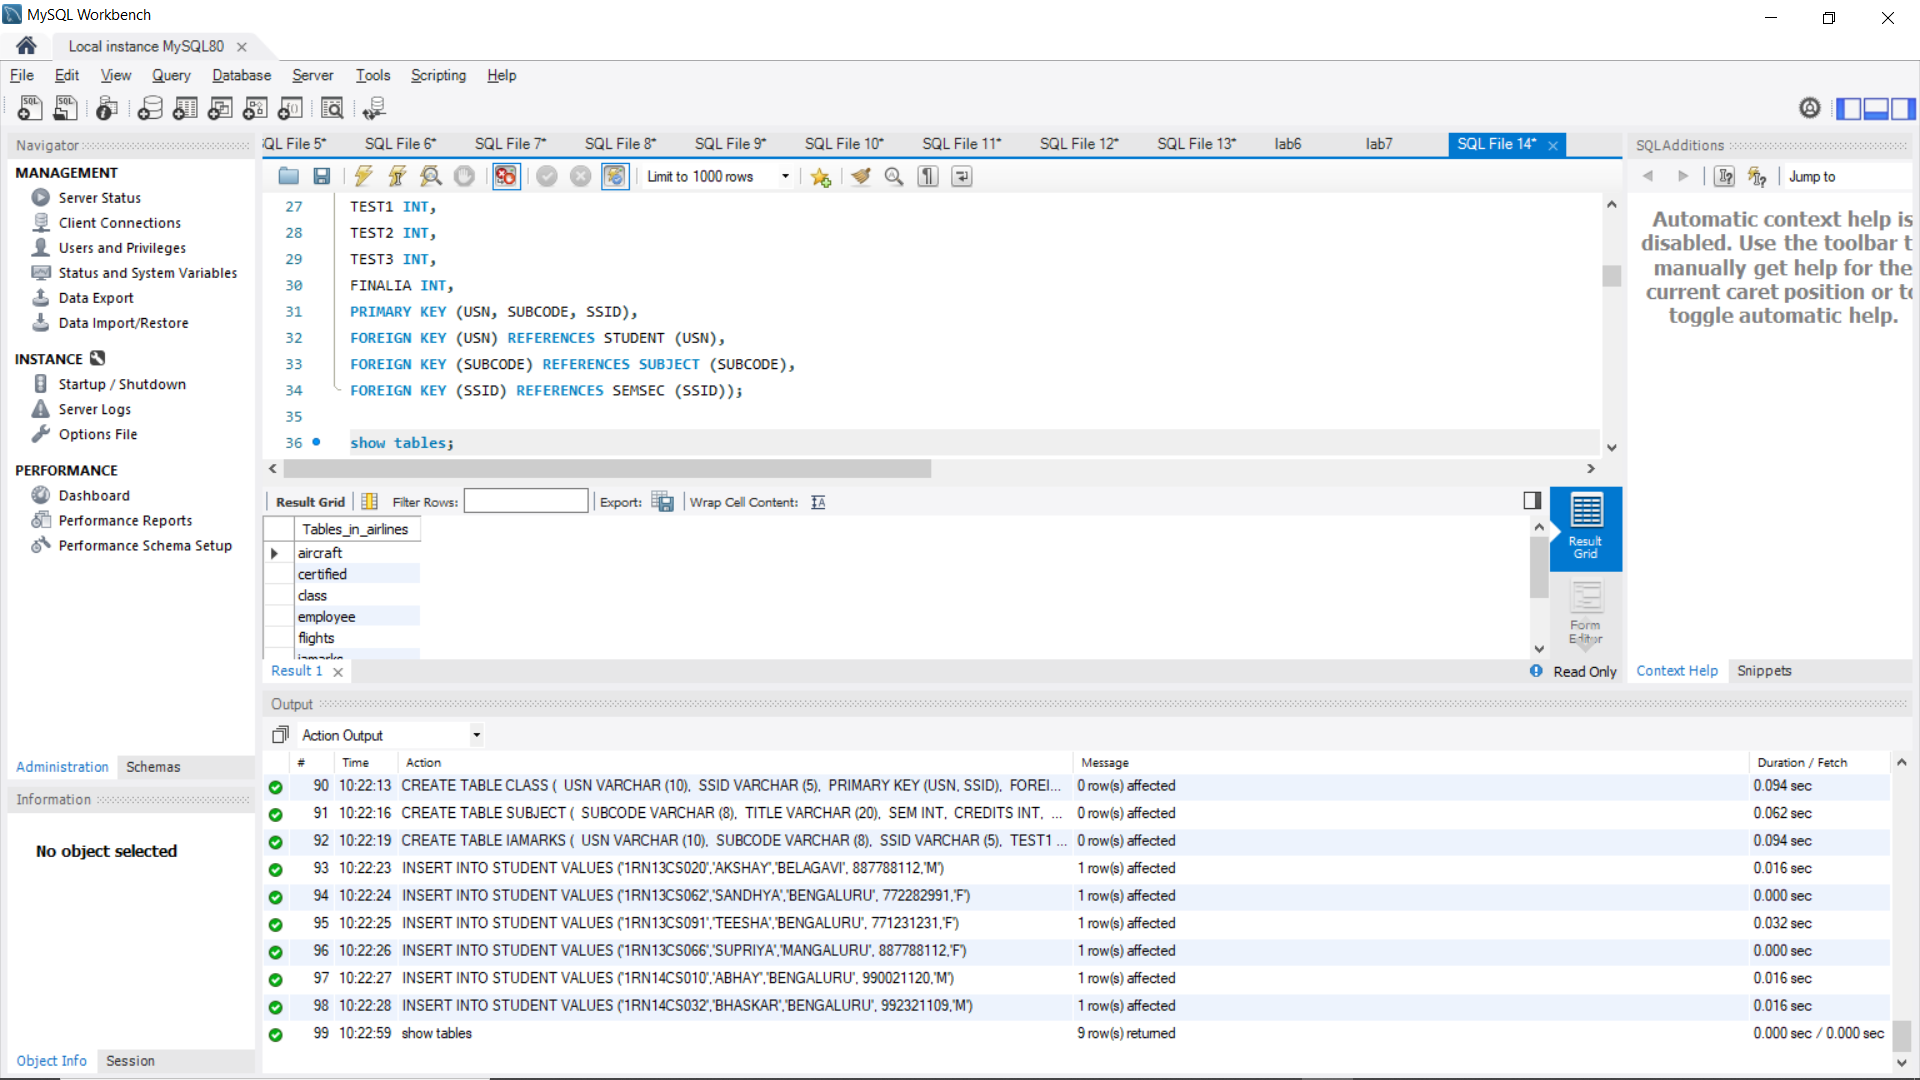 MySQL Workbench
Local instance MySQL80
File Edit View Query Database Server Tools Scripting Help
Navigator
MANAGEMENT
Server Status
Client Connections
Users and Privileges
Status and System Variables
Data Export
Data Import/Restore
INSTANCE
Startup / Shutdown
Server Logs
Options File
PERFORMANCE
Dashboard
Performance Reports
Performance Schema Setup
Administration Schemas
Information
No object selected
Object Info Session
SQL File 5* SQL File 6* SQL File 7* SQL File 8* SQL File 9* SQL File 10* SQL File 11* SQL File 12* SQL File 13* lab6 lab7 SQL File 14*
Limit to 1000 rows
27 TEST1 INT,
28 TEST2 INT,
29 TEST3 INT,
30 FINALIA INT,
31 PRIMARY KEY (USN, SUBCODE, SSID),
32 FOREIGN KEY (USN) REFERENCES STUDENT (USN),
33 FOREIGN KEY (SUBCODE) REFERENCES SUBJECT (SUBCODE),
34 FOREIGN KEY (SSID) REFERENCES SEMSEC (SSID));
35
36 show tables;
Result Grid Filter Rows: Export: Wrap Cell Content:
Tables_in_airlines
aircraft
certified
class
employee
flights
iamarks
Result 1
Result Grid
Form Editor
Read Only
SQLAdditions
Jump to
Automatic context help is
disabled. Use the toolbar t
manually get help for the
current caret position or to
toggle automatic help.
Context Help Snippets
Output
Action Output
# Time Action Message Duration / Fetch
90 10:22:13 CREATE TABLE CLASS ( USN VARCHAR (10), SSID VARCHAR (5), PRIMARY KEY (USN, SSID), FOREI... 0 row(s) affected 0.094 sec
91 10:22:16 CREATE TABLE SUBJECT ( SUBCODE VARCHAR (8), TITLE VARCHAR (20), SEM INT, CREDITS INT, ... 0 row(s) affected 0.062 sec
92 10:22:19 CREATE TABLE IAMARKS ( USN VARCHAR (10), SUBCODE VARCHAR (8), SSID VARCHAR (5), TEST1 ... 0 row(s) affected 0.094 sec
93 10:22:23 INSERT INTO STUDENT VALUES ('1RN13CS020','AKSHAY','BELAGAVI', 887788112,'M') 1 row(s) affected 0.016 sec
94 10:22:24 INSERT INTO STUDENT VALUES ('1RN13CS062','SANDHYA','BENGALURU', 772282991,'F') 1 row(s) affected 0.000 sec
95 10:22:25 INSERT INTO STUDENT VALUES ('1RN13CS091','TEESHA','BENGALURU', 771231231,'F') 1 row(s) affected 0.032 sec
96 10:22:26 INSERT INTO STUDENT VALUES ('1RN13CS066','SUPRIYA','MANGALURU', 887788112,'F') 1 row(s) affected 0.000 sec
97 10:22:27 INSERT INTO STUDENT VALUES ('1RN14CS010','ABHAY','BENGALURU', 990021120,'M') 1 row(s) affected 0.016 sec
98 10:22:28 INSERT INTO STUDENT VALUES ('1RN14CS032','BHASKAR','BENGALURU', 992321109,'M') 1 row(s) affected 0.016 sec
99 10:22:59 show tables 9 row(s) returned 0.000 sec / 0.000 sec